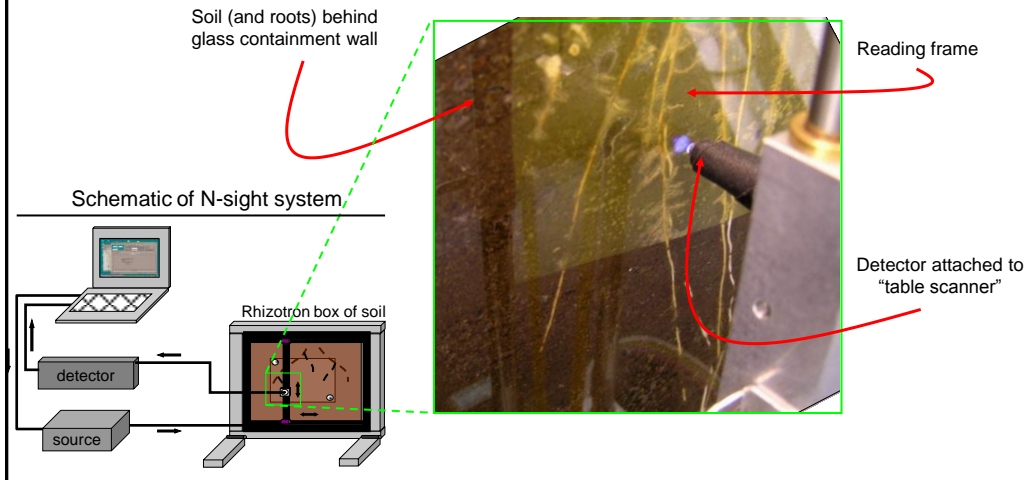 Soil (and roots) behind
glass containment wall
Reading frame
Schematic of N-sight system
Rhizotron box of soil
Detector attached to
“table scanner”
detector
source